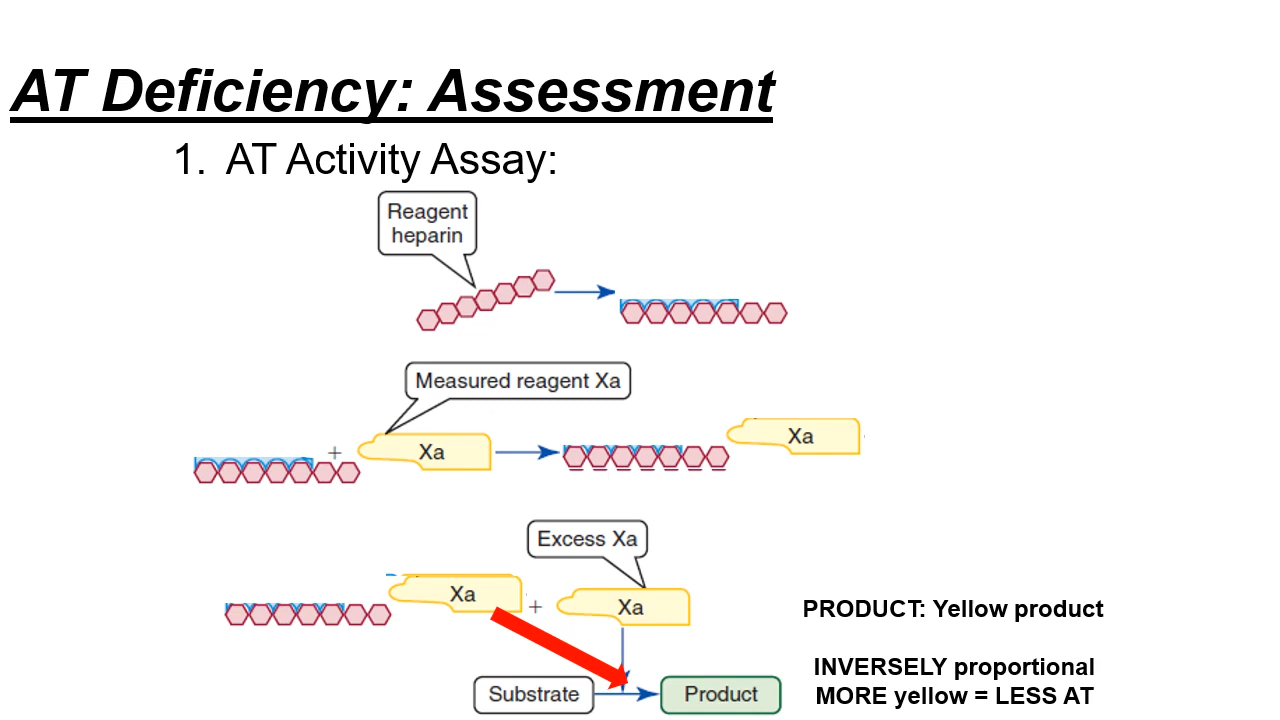 AT Deficiency: Assessment
1. AT Activity Assay:
Reagent
heparin
Measured reagent Xa
+
Xa
Xa
Excess Xa
Xa
+
Xa
PRODUCT: Yellow product
INVERSELY proportional
MORE yellow = LESS AT
Substrate
Product